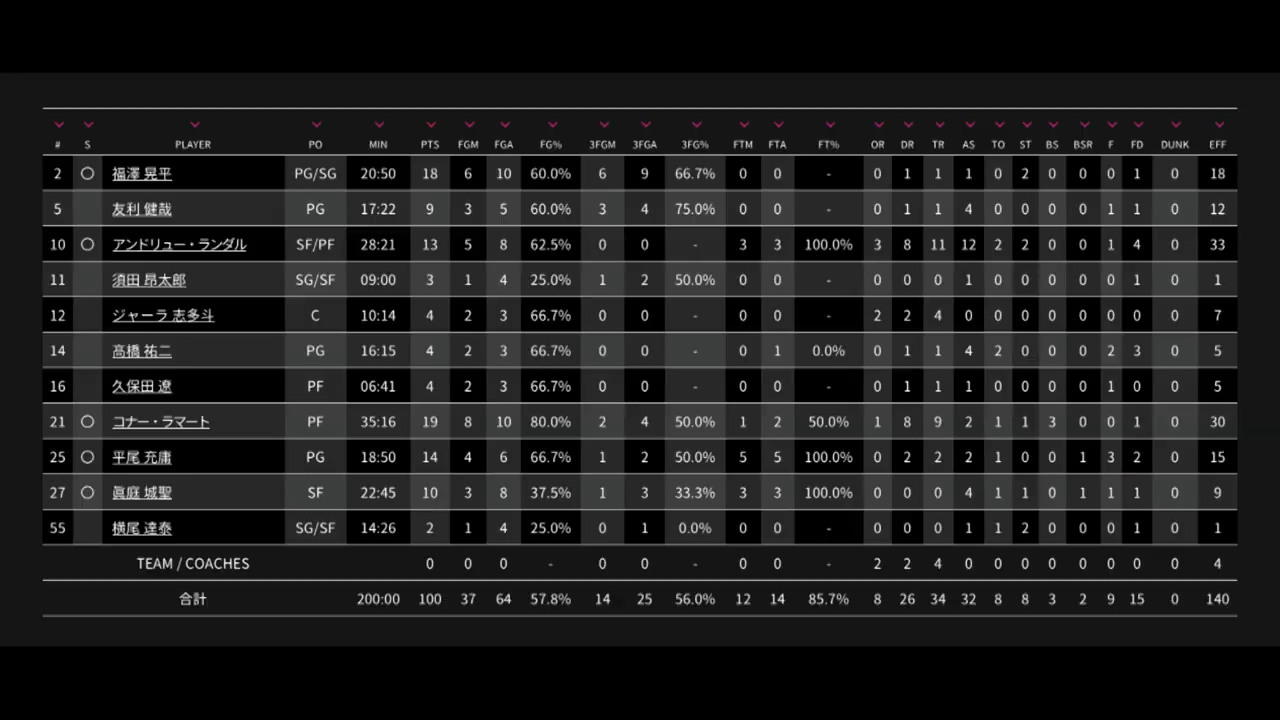 # S PLAYER PO MIN PTS FGM FGA FG% 3FGM 3FGA 3FG% FTM FTA FT% OR DR TR AS TO ST BS BSR F FD DUNK EFF
2 ○ 福澤 晃平 PG/SG 20:50 18 6 10 60.0% 6 9 66.7% 0 0 - 0 1 1 1 0 2 0 0 0 1 0 18
5 友利 健哉 PG 17:22 9 3 5 60.0% 3 4 75.0% 0 0 - 0 1 1 4 0 0 0 0 1 1 0 12
10 ○ アンドリュー・ランダル SF/PF 28:21 13 5 8 62.5% 0 0 - 3 3 100.0% 3 8 11 12 2 2 0 0 1 4 0 33
11 須田 昂太郎 SG/SF 09:00 3 1 4 25.0% 1 2 50.0% 0 0 - 0 0 0 1 0 0 0 0 0 1 0 1
12 ジャーラ 志多斗 C 10:14 4 2 3 66.7% 0 0 - 0 0 - 2 2 4 0 0 0 0 0 0 0 0 7
14 髙橋 祐二 PG 16:15 4 2 3 66.7% 0 0 - 0 1 0.0% 0 1 1 4 2 0 0 0 2 3 0 5
16 久保田 遼 PF 06:41 4 2 3 66.7% 0 0 - 0 0 - 0 1 1 1 0 0 0 0 1 0 0 5
21 ○ コナー・ラマート PF 35:16 19 8 10 80.0% 2 4 50.0% 1 2 50.0% 1 8 9 2 1 1 3 0 0 1 0 30
25 ○ 平尾 充庸 PG 18:50 14 4 6 66.7% 1 2 50.0% 5 5 100.0% 0 2 2 2 1 0 0 1 3 2 0 15
27 ○ 眞庭 城聖 SF 22:45 10 3 8 37.5% 1 3 33.3% 3 3 100.0% 0 0 0 4 1 1 0 1 1 1 0 9
55 横尾 達泰 SG/SF 14:26 2 1 4 25.0% 0 1 0.0% 0 0 - 0 0 0 1 1 2 0 0 0 1 0 1
TEAM / COACHES 0 0 0 - 0 0 - 0 0 - 2 2 4 0 0 0 0 0 0 0 0 4
合計 200:00 100 37 64 57.8% 14 25 56.0% 12 14 85.7% 8 26 34 32 8 8 3 2 9 15 0 140